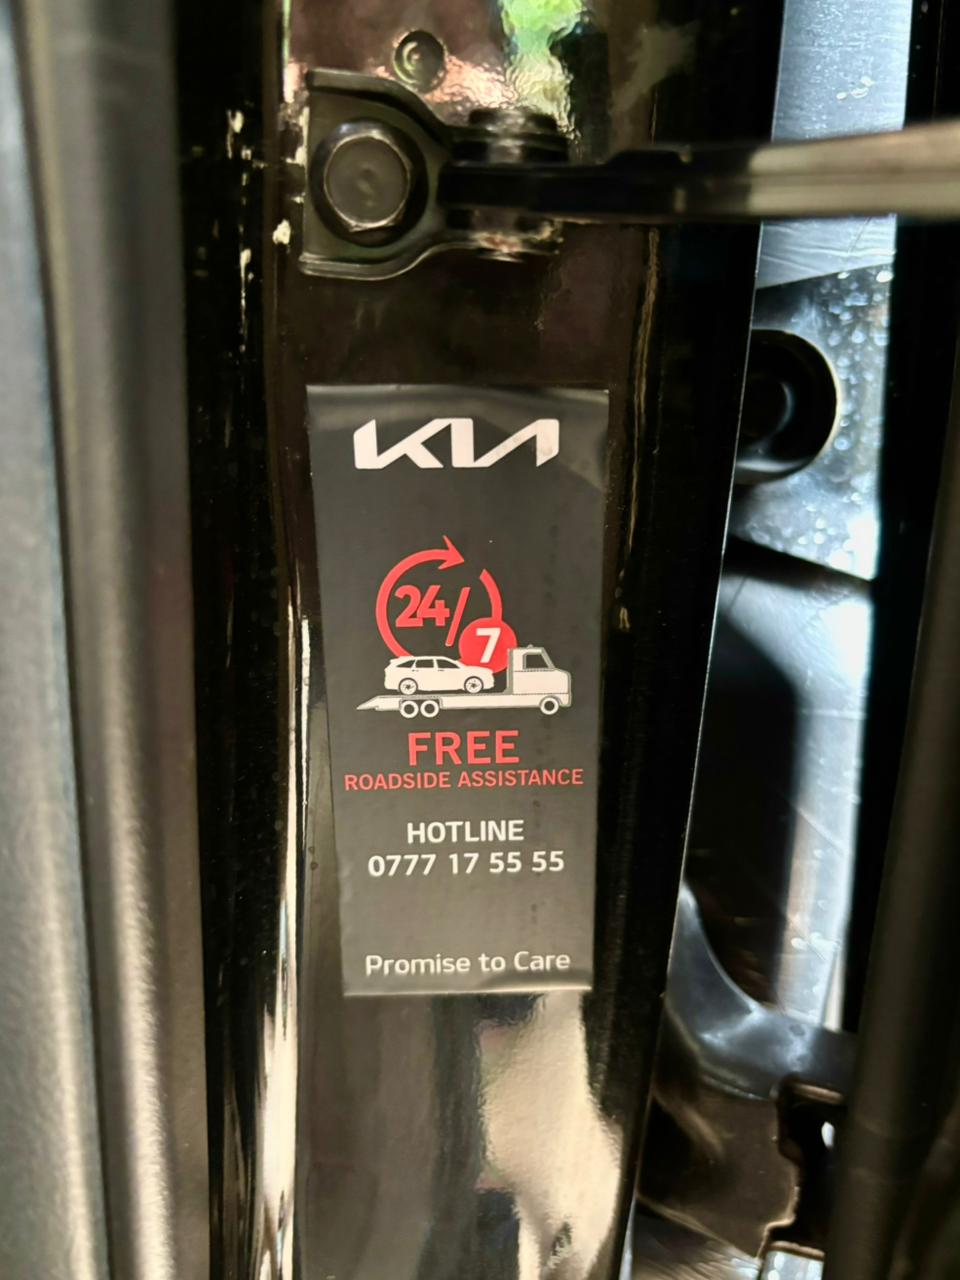 KIA
24/7
FREE
ROADSIDE ASSISTANCE
HOTLINE
0777 17 55 55
Promise to Care